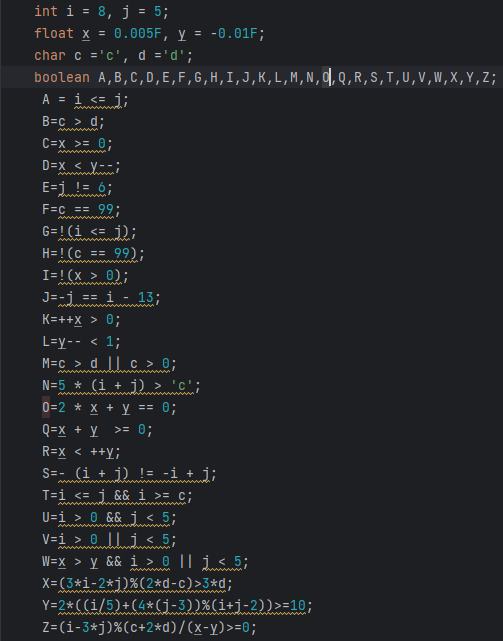 int i = 8, j = 5;
float x = 0.005F, y = -0.01F;
char c ='c', d ='d';
boolean A,B,C,D,E,F,G,H,I,J,K,L,M,N,O,Q,R,S,T,U,V,W,X,Y,Z;
A = i <= j;
B=c > d;
C=x >= 0;
D=x < y--;
E=j != 6;
F=c == 99;
G=!(i <= j);
H=!(c == 99);
I=!(x > 0);
J=-j == i - 13;
K=++x > 0;
L=y-- < 1;
M=c > d || c > 0;
N=5 * (i + j) > 'c';
O=2 * x + y == 0;
Q=x + y  >= 0;
R=x < ++y;
S=- (i + j) != -i + j;
T=i <= j && i >= c;
U=i > 0 && j < 5;
V=i > 0 || j < 5;
W=x > y && i > 0 || j < 5;
X=(3*i-2*j)%(2*d-c)>3*d;
Y=2*((i/5)+(4*(j-3))%(i+j-2))>=10;
Z=(i-3*j)%(c+2*d)/(x-y)>=0;